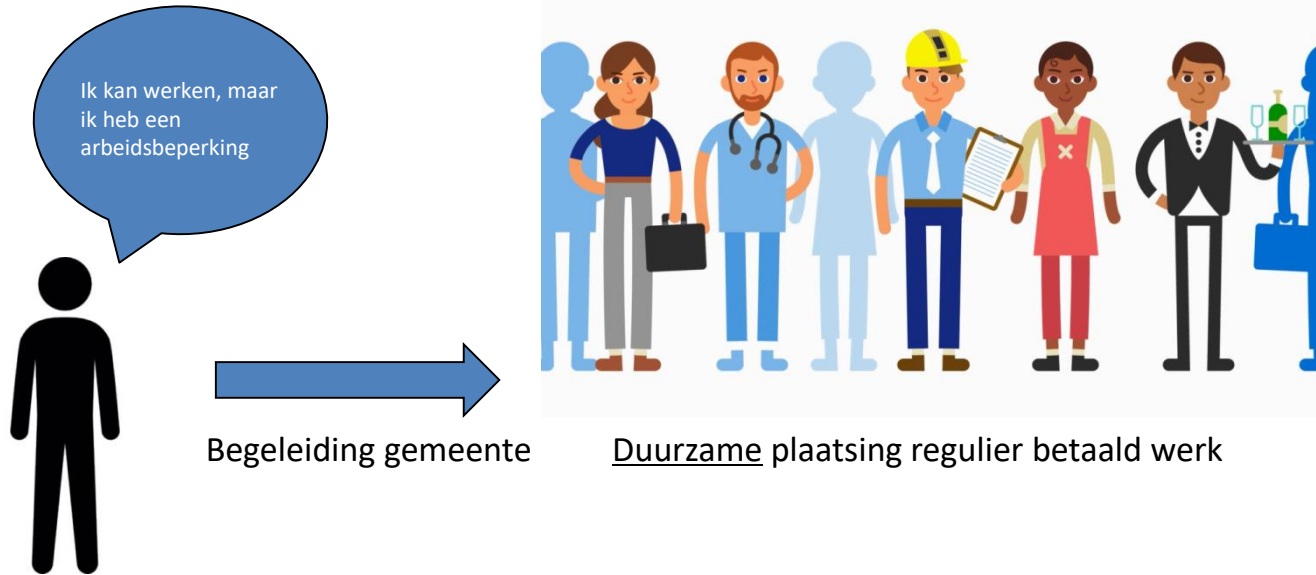 Ik kan werken, maar
ik heb een
arbeidsbeperking
Begeleiding gemeente
Duurzame plaatsing regulier betaald werk